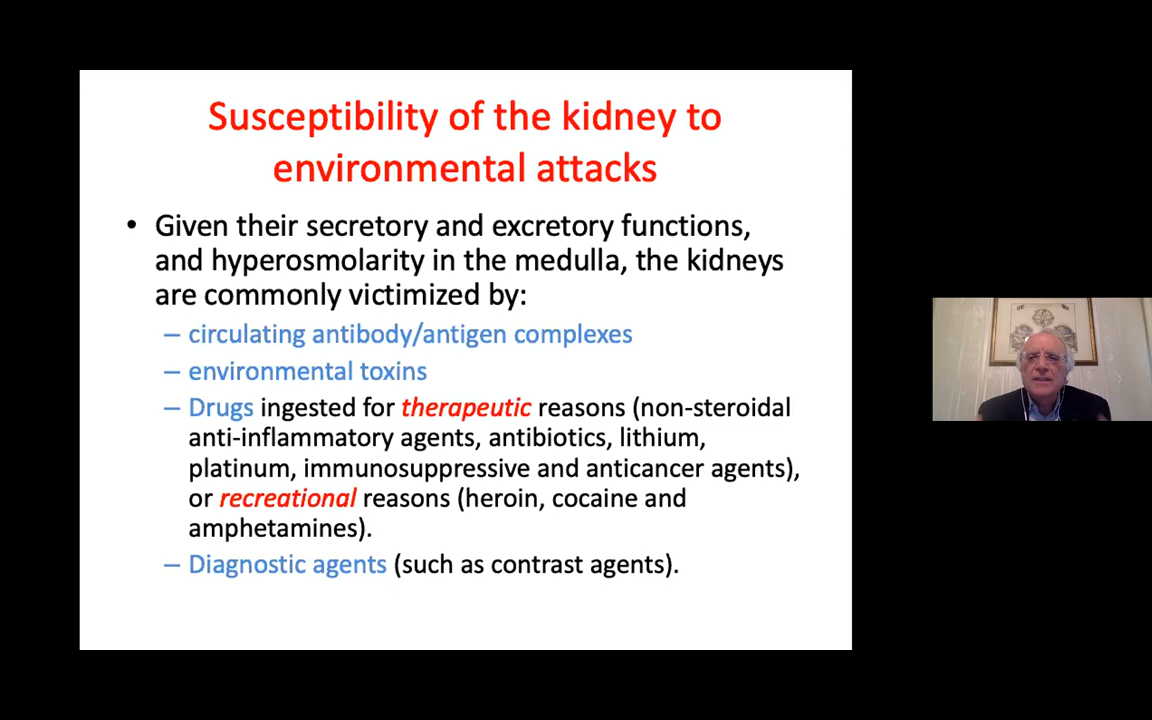 Susceptibility of the kidney to
environmental attacks
• Given their secretory and excretory functions,
and hyperosmolarity in the medulla, the kidneys
are commonly victimized by:
– circulating antibody/antigen complexes
– environmental toxins
– Drugs ingested for therapeutic reasons (non-steroidal
anti-inflammatory agents, antibiotics, lithium,
platinum, immunosuppressive and anticancer agents),
or recreational reasons (heroin, cocaine and
amphetamines).
– Diagnostic agents (such as contrast agents).